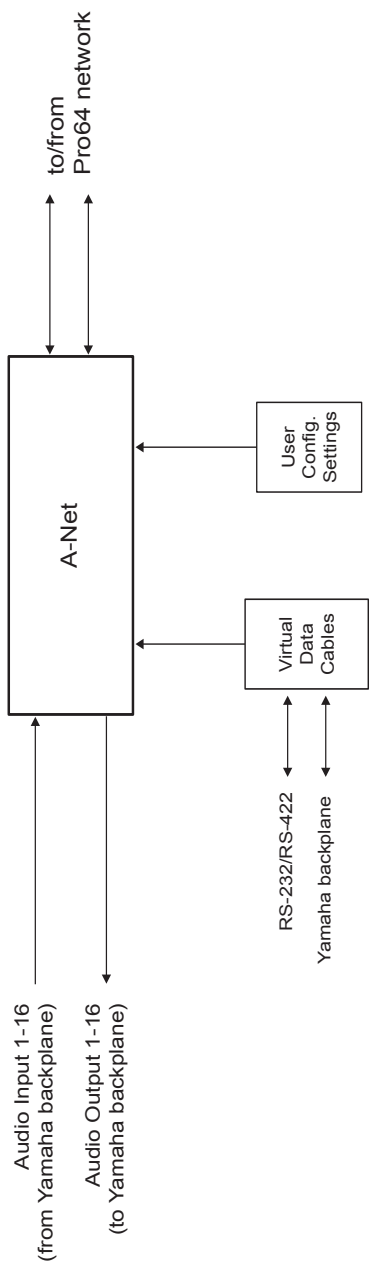 Audio Input 1-16
(from Yamaha backplane)
Audio Output 1-16
(to Yamaha backplane)
A-Net
to/from
Pro64 network
RS-232/RS-422
Yamaha backplane
Virtual
Data
Cables
User
Config.
Settings